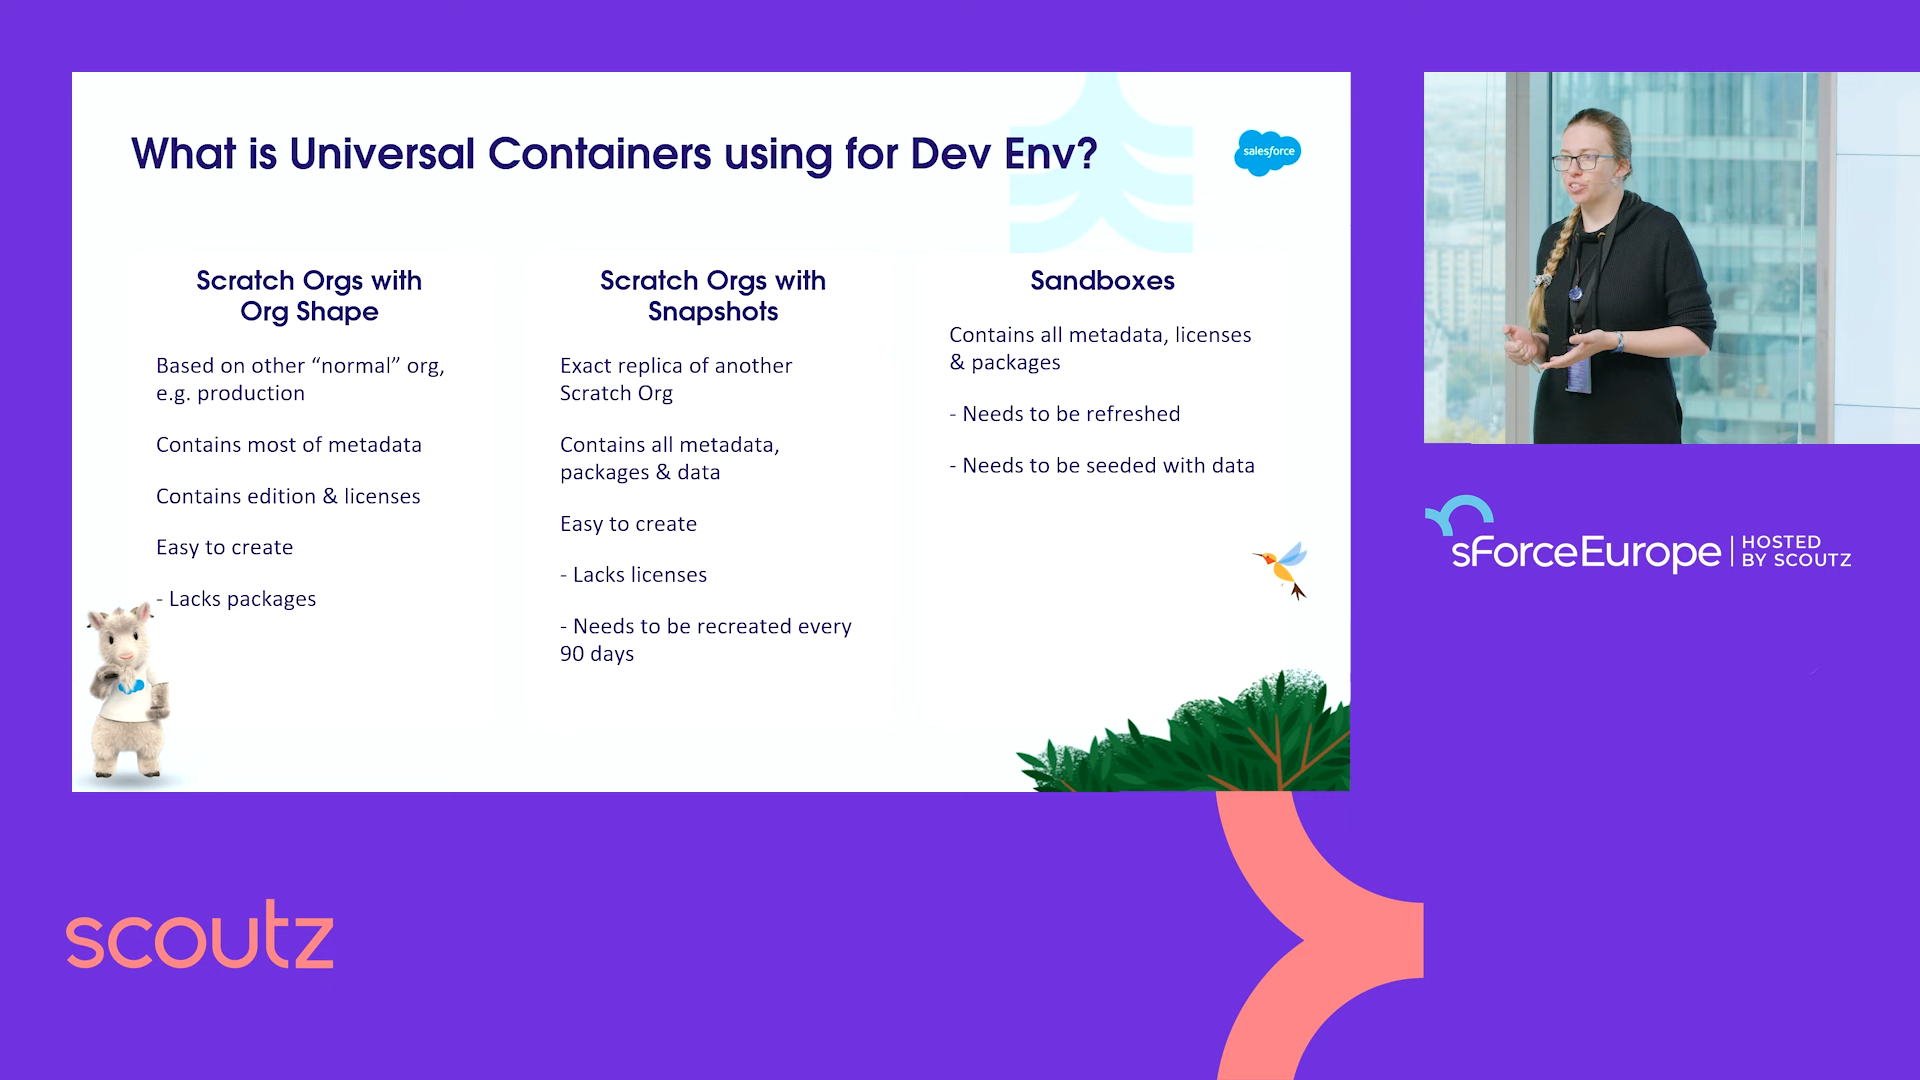 What is Universal Containers using for Dev Env?
salesforce
Scratch Orgs with
Org Shape
Based on other “normal” org,
e.g. production
Contains most of metadata
Contains edition & licenses
Easy to create
- Lacks packages
Scratch Orgs with
Snapshots
Exact replica of another
Scratch Org
Contains all metadata,
packages & data
Easy to create
- Lacks licenses
- Needs to be recreated every
90 days
Sandboxes
Contains all metadata, licenses
& packages
- Needs to be refreshed
- Needs to be seeded with data
sForceEurope
HOSTED
BY SCOUTZ
scoutz